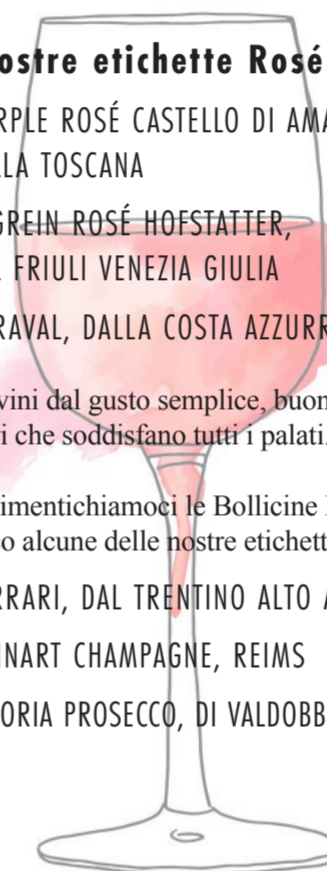 ostre etichette Rosé
RPLE ROSÉ CASTELLO DI AMA
LLA TOSCANA
GREIN ROSÉ HOFSTATTER,
FRIULI VENEZIA GIULIA
RAVAL, DALLA COSTA AZZURR
vini dal gusto semplice, buon
i che soddisfano tutti i palati.
imentichiamoci le Bollicine
o alcune delle nostre etichett
RRARI, DAL TRENTINO ALTO A
INART CHAMPAGNE, REIMS
ORIA PROSECCO, DI VALDOBB